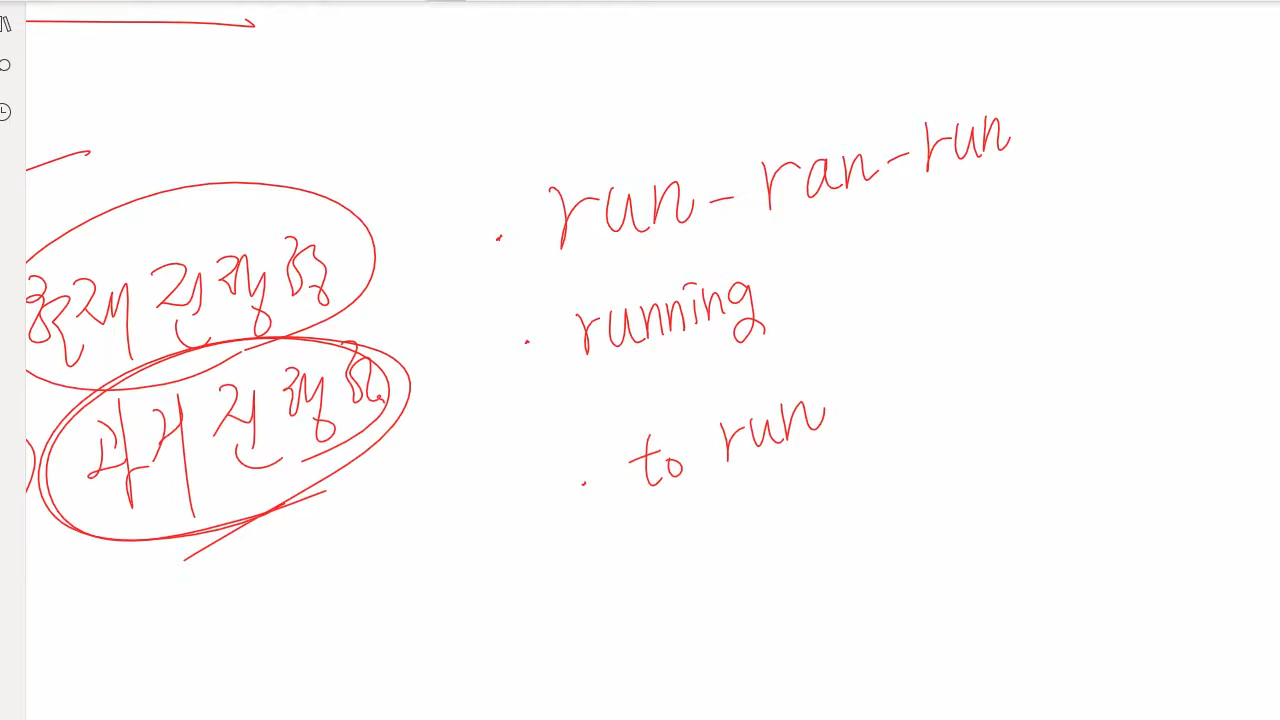 현재 진행형
과거 진행형
· run - ran - run
· running
· to run